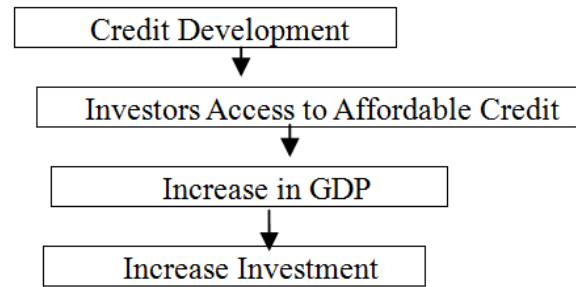 Credit Development
Investors Access to Affordable Credit
Increase in GDP
Increase Investment